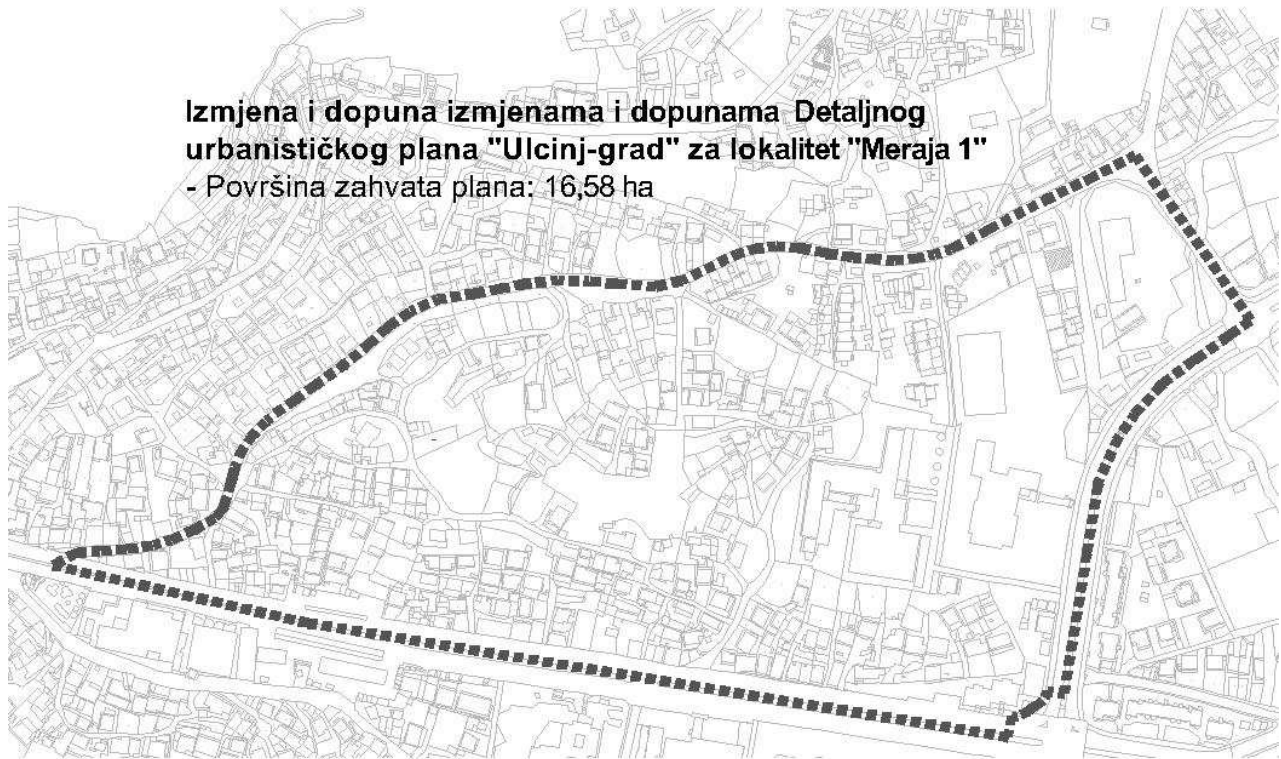 Izmjena i dopuna izmjenama i dopunama Detaljnog
urbanističkog plana "Ulcinj-grad" za lokalitet "Meraja 1"
- Površina zahvata plana: 16,58 ha